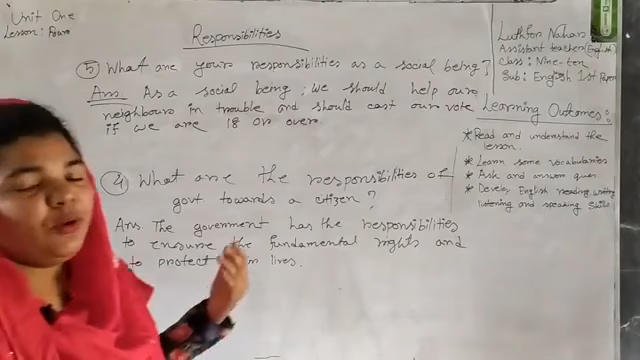 Unit One
Lesson: Four
Responsibilities
⑤ What are your responsibilities as a social being?
Ans. As a social being, we should help our
neighbours in trouble and should cast our vote
if we are 18 or over.
④ What are the responsibilities of
govt towards a citizen?
Ans The goverment has the responsibilities
to ensure the fundamental rights and
to protect lives.
Luthfor Nahar
Assistant teacher (English)
Class: Nine-ten
Sub: English 1st Paper
Learning Outcomes:
* Read and understand the
lesson.
* Learn some vocabularies
* Ask and answer ques.
* Develop English reading, writing
listening and speaking skills